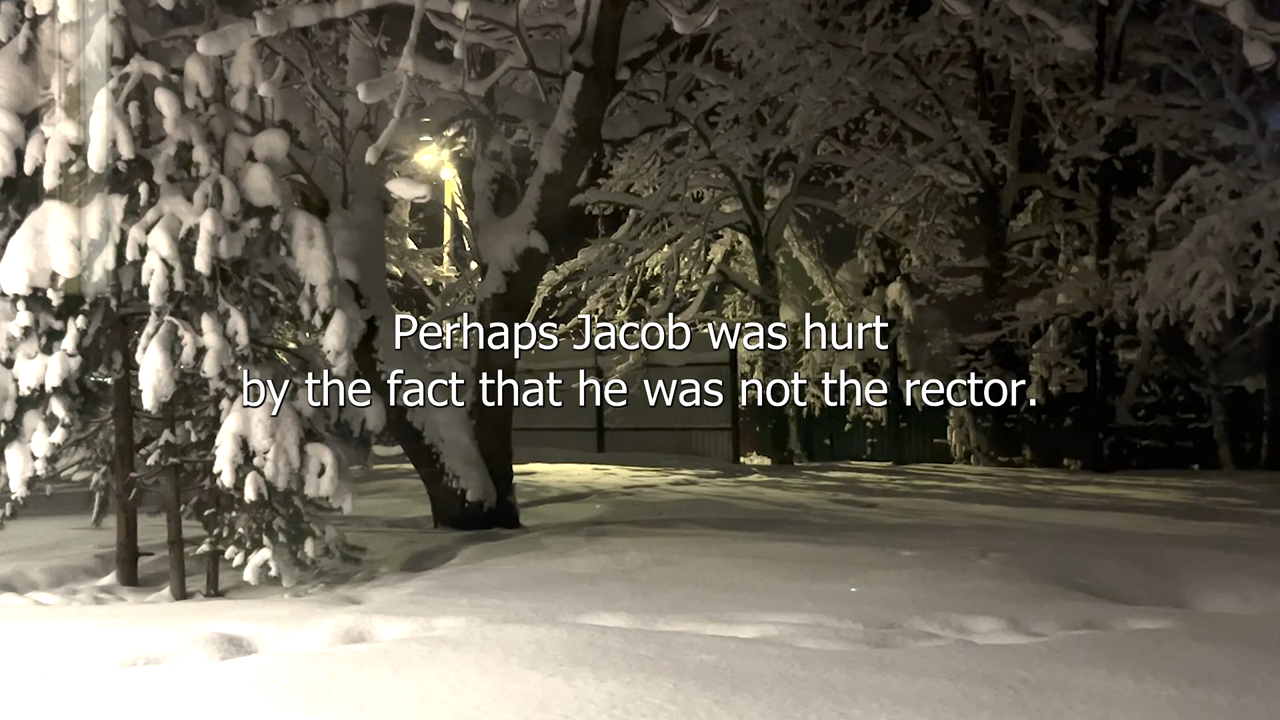 Perhaps Jacob was hurt
by the fact that he was not the rector.